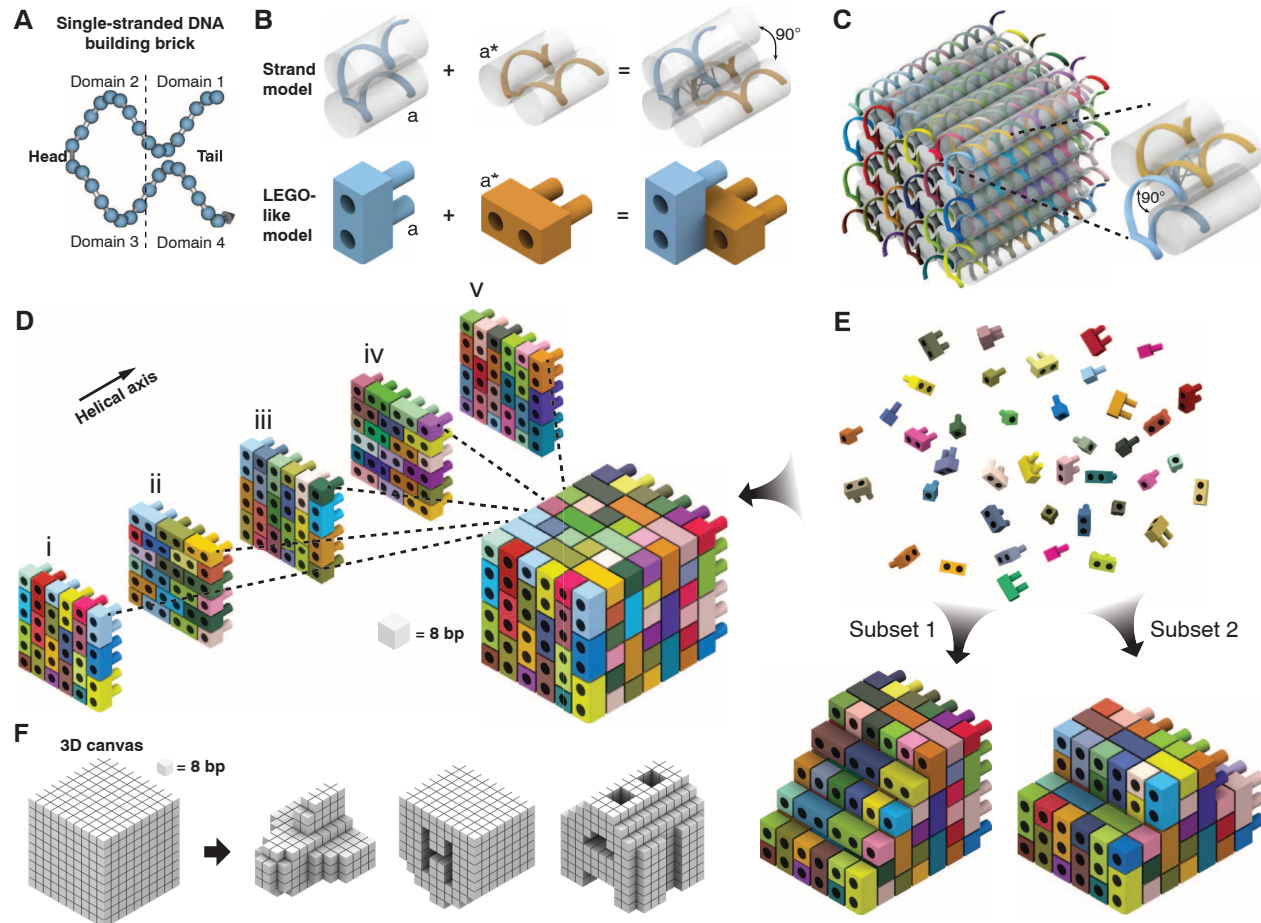 A
Single-stranded DNA
building brick
Domain 2
Domain 1
Head
Tail
Domain 3
Domain 4
B
Strand
model
a
+
a*
=
90°
LEGO-
like
model
a
+
a*
=
C
90°
D
Helical axis
i
ii
iii
iv
v
= 8 bp
E
Subset 1
Subset 2
F
3D canvas
= 8 bp